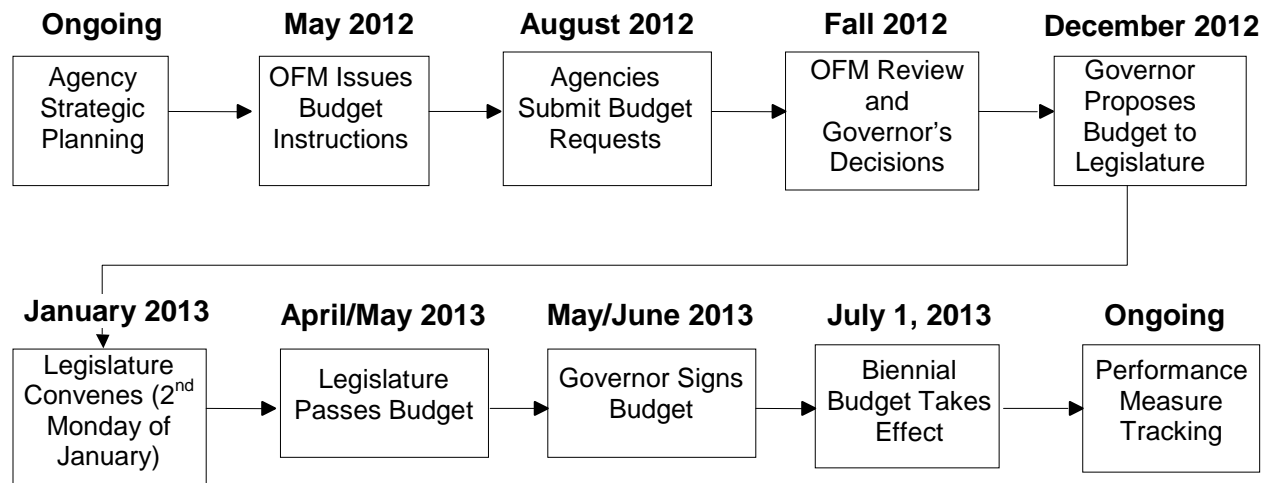 Ongoing
Agency
Strategic
Planning
May 2012
OFM Issues
Budget
Instructions
August 2012
Agencies
Submit Budget
Requests
Fall 2012
OFM Review
and
Governor’s
Decisions
December 2012
Governor
Proposes
Budget to
Legislature
January 2013
Legislature
Convenes (2nd
Monday of
January)
April/May 2013
Legislature
Passes Budget
May/June 2013
Governor Signs
Budget
July 1, 2013
Biennial
Budget Takes
Effect
Ongoing
Performance
Measure
Tracking